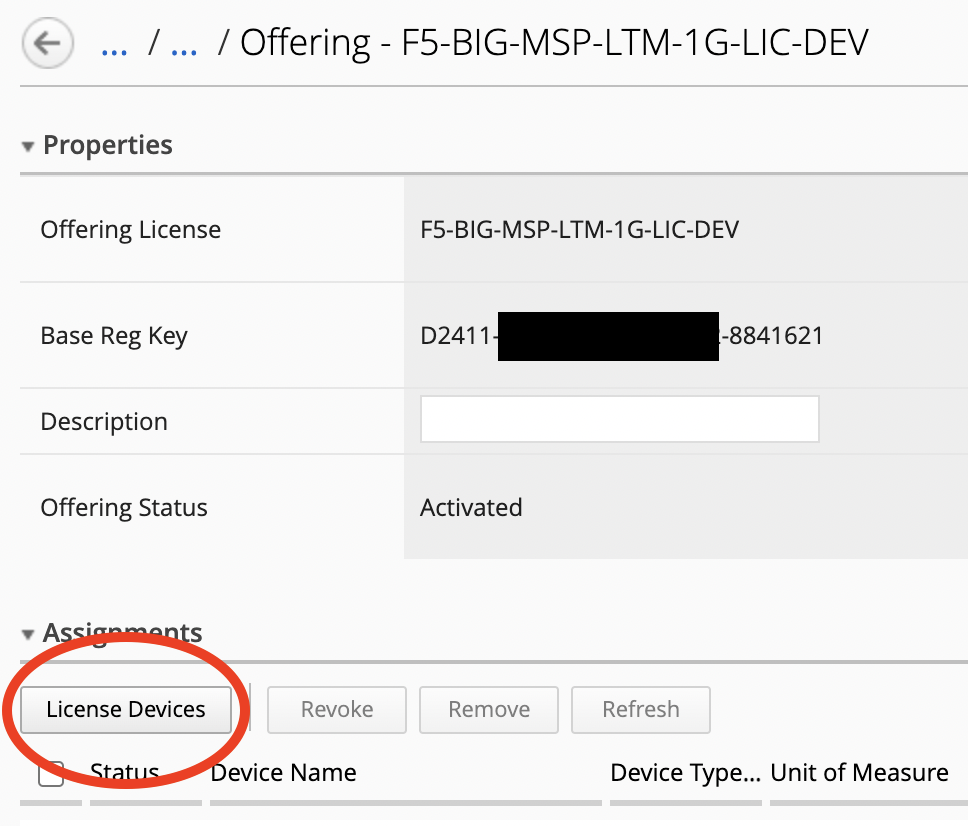 ... / ... / Offering - F5-BIG-MSP-LTM-1G-LIC-DEV
Properties
Offering License F5-BIG-MSP-LTM-1G-LIC-DEV
Base Reg Key D2411- -8841621
Description
Offering Status Activated
Assignments
License Devices Revoke Remove Refresh
Status Device Name Device Type... Unit of Measure